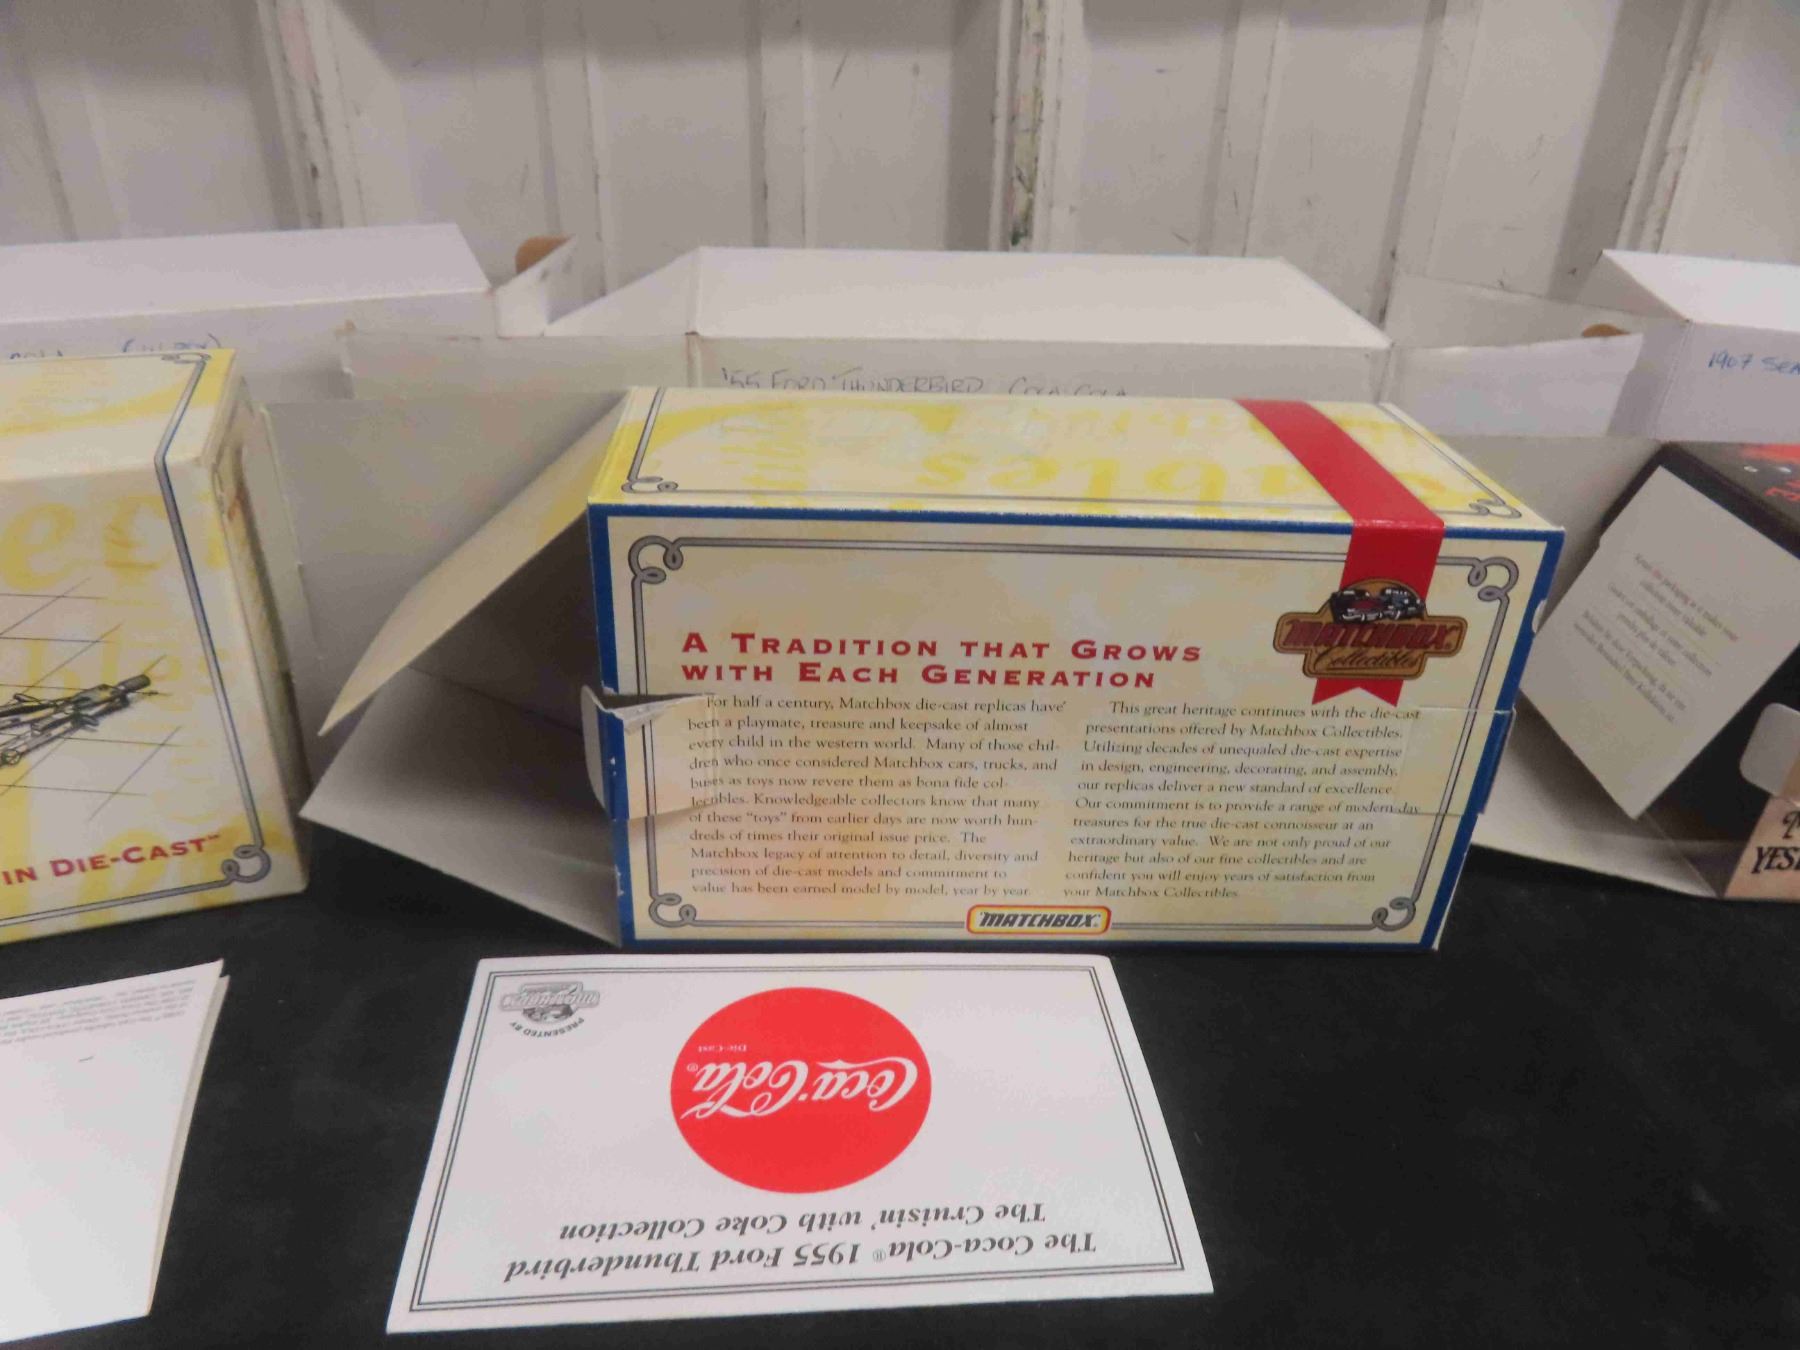 '55 FORD THUNDERBIRD COCA COLA
1907
A TRADITION THAT GROWS
WITH EACH GENERATION
MATCHBOX
Collectibles
For half a century, Matchbox die-cast replicas have
been a playmate, treasure and keepsake of almost
every child in the western world. Many of those chil-
dren who once considered Matchbox cars, trucks, and
buses as toys now revere them as bona fide col-
lectibles. Knowledgeable collectors know that many
of these "toys" from earlier days are now worth hun-
dreds of times their original issue price. The
Matchbox legacy of attention to detail, diversity and
precision of die-cast models and commitment to
value has been earned model by model, year by year.
This great heritage continues with the die-cast
presentations offered by Matchbox Collectibles.
Utilizing decades of unequaled die-cast expertise
in design, engineering, decorating, and assembly,
our replicas deliver a new standard of excellence.
Our commitment is to provide a range of modern-day
treasures for the true die-cast connoisseur at an
extraordinary value. We are not only proud of our
heritage but also of our fine collectibles and are
confident you will enjoy years of satisfaction from
your Matchbox Collectibles.
MATCHBOX
IN DIE-CAST™
The Coca-Cola® 1955 Ford Thunderbird
The Cruisin' with Coke Collection
Coca-Cola®
Die-Cast
PRESENTED BY
MATCHBOX